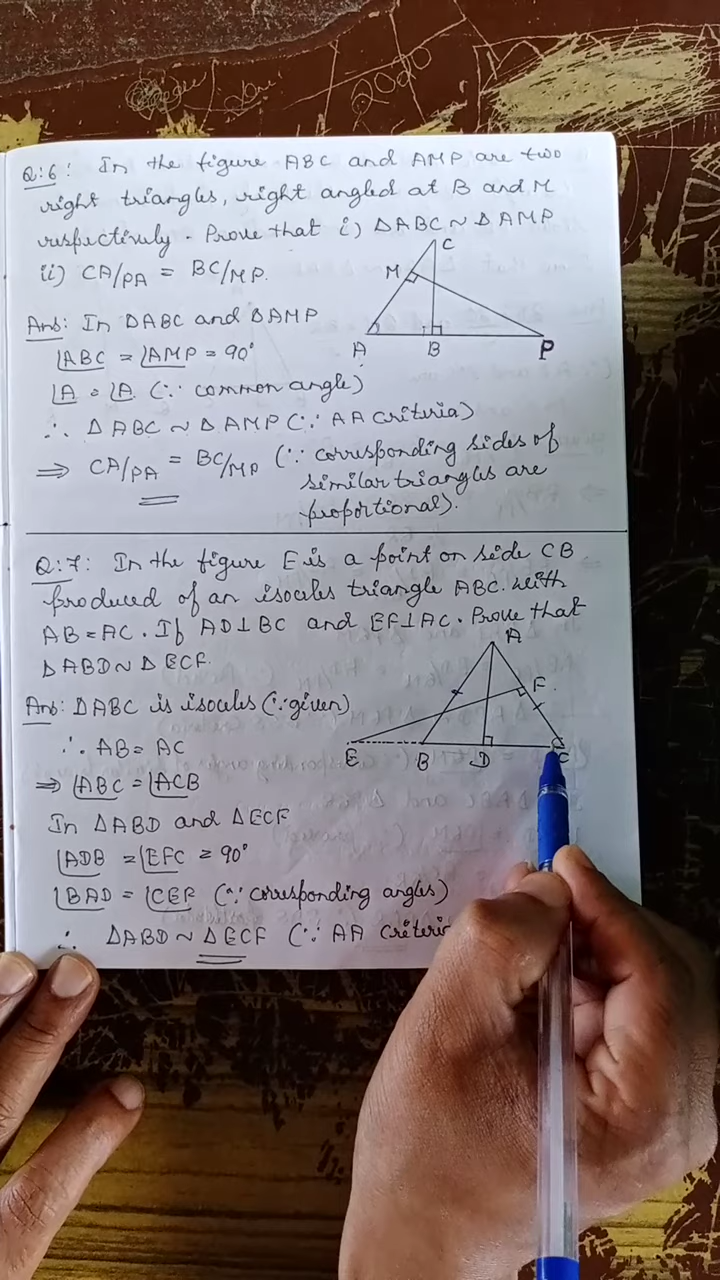 2080
Q:6: In the figure ABC and AMP are two
right triangles, right angled at B and M
respectively. Prove that i) ΔABC ~ ΔAMP
ii) CA/PA = BC/MP.
C
M
A
B
P
Ans: In ΔABC and ΔAMP
∠ABC = ∠AMP = 90°
∠A = ∠A (∵ common angle)
∴ ΔABC ~ ΔAMP (∵ AA criteria)
⇒ CA/PA = BC/MP (∵ corresponding sides of
similar triangles are
proportional).
Q:7: In the figure E is a point on side CB
produced of an isocules triangle ABC. with
AB = AC. If AD⊥BC and EF⊥AC. Prove that
ΔABD ~ ΔECF.
A
F
E
B
D
C
Ans: ΔABC is isocules (∵ given)
∴ AB = AC
⇒ ∠ABC = ∠ACB
In ΔABD and ΔECF
∠ADB = ∠EFC = 90°
∠BAD = ∠CEF (∵ corresponding angles)
∴ ΔABD ~ ΔECF (∵ AA criteri